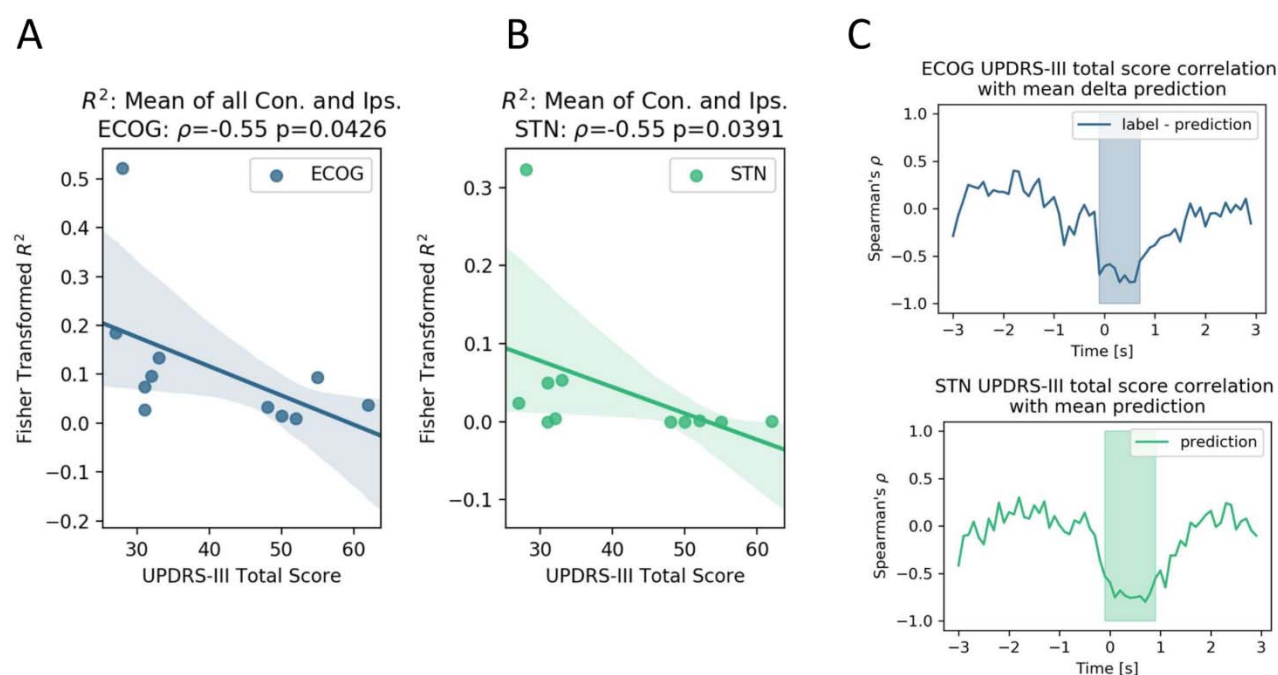 A
B
C
R²: Mean of all Con. and Ips.
ECOG: ρ=-0.55 p=0.0426
ECOG
Fisher Transformed R²
0.5
0.4
0.3
0.2
0.1
0.0
−0.1
−0.2
30
40
50
60
UPDRS-III Total Score
R²: Mean of Con. and Ips.
STN: ρ=-0.55 p=0.0391
STN
Fisher Transformed R²
0.3
0.2
0.1
0.0
−0.1
30
40
50
60
UPDRS-III Total Score
ECOG UPDRS-III total score correlation
with mean delta prediction
label - prediction
Spearman's ρ
1.0
0.5
0.0
−0.5
−1.0
−3
−2
−1
0
1
2
3
Time [s]
STN UPDRS-III total score correlation
with mean prediction
prediction
Spearman's ρ
1.0
0.5
0.0
−0.5
−1.0
−3
−2
−1
0
1
2
3
Time [s]